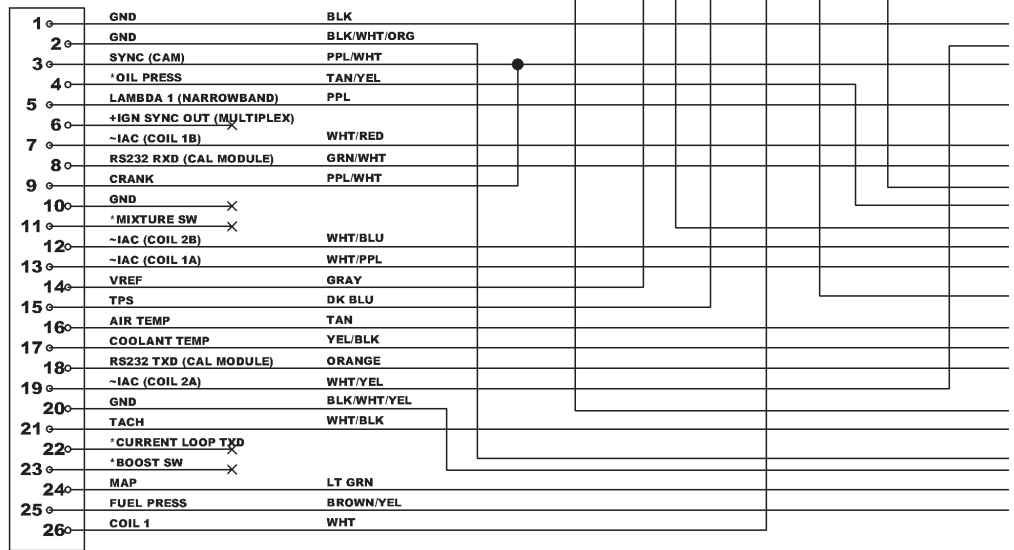 1 GND BLK
2 GND BLK/WHT/ORG
3 SYNC (CAM) PPL/WHT
4 *OIL PRESS TAN/YEL
5 LAMBDA 1 (NARROWBAND) PPL
6 +IGN SYNC OUT (MULTIPLEX)
7 ~IAC (COIL 1B) WHT/RED
8 RS232 RXD (CAL MODULE) GRN/WHT
9 CRANK PPL/WHT
10 GND
11 *MIXTURE SW
12 ~IAC (COIL 2B) WHT/BLU
13 ~IAC (COIL 1A) WHT/PPL
14 VREF GRAY
15 TPS DK BLU
16 AIR TEMP TAN
17 COOLANT TEMP YEL/BLK
18 RS232 TXD (CAL MODULE) ORANGE
19 ~IAC (COIL 2A) WHT/YEL
20 GND BLK/WHT/YEL
21 TACH WHT/BLK
22 *CURRENT LOOP TXD
23 *BOOST SW
24 MAP LT GRN
25 FUEL PRESS BROWN/YEL
26 COIL 1 WHT